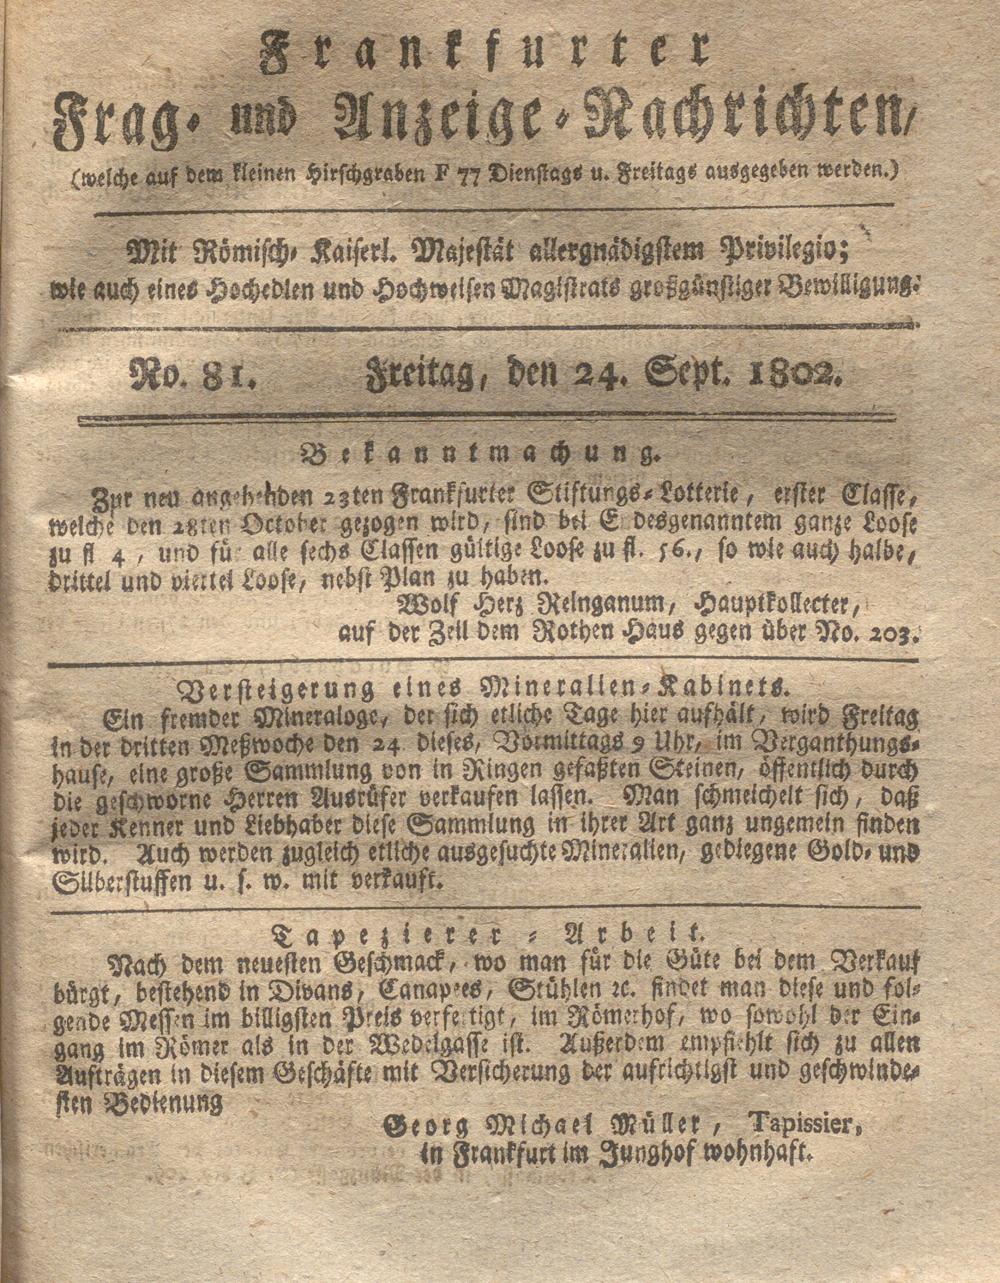 Frankfurter
Frag- und Anzeige-Nachrichten,
(welche auf dem kleinen Hirschgraben F 77 Dienstags u. Freitags ausgegeben werden.)
Mit Römisch- Kaiserl. Majestät allergnädigstem Privilegio;
wie auch eines Hochedlen und Hochweisen Magistrats großgünstiger Bewilligung.
No. 81. Freitag, den 24. Sept. 1802.
Bekanntmachung.
Zur neu angehenden 23ten Frankfurter Stiftungs-Lotterie, erster Classe,
welche den 28ten October gezogen wird, sind bei Endesgenanntem ganze Loose
zu fl 4, und für alle sechs Classen gültige Loose zu fl. 56., so wie auch halbe,
drittel und viertel Loose, nebst Plan zu haben.
Wolf Herz Reinganum, Hauptkollecter,
auf der Zeil dem Rothen Haus gegen über No. 203.
Versteigerung eines Minerallen-Kabinets.
Ein fremder Mineraloge, der sich etliche Tage hier aufhält, wird Freitag
in der dritten Meßwoche den 24 dieses, Vormittags 9 Uhr, im Verganthungs-
hause, eine große Sammlung von in Ringen gefaßten Steinen, öffentlich durch
die geschworne Herren Ausrüfer verkaufen lassen. Man schmeichelt sich, daß
jeder Kenner und Liebhaber diese Sammlung in ihrer Art ganz ungemein finden
wird. Auch werden zugleich etliche ausgesuchte Mineralien, gediegene Gold- und
Silberstuffen u. s. w. mit verkauft.
Tapezierer-Arbeit.
Nach dem neuesten Geschmack, wo man für die Güte bei dem Verkauf
bürgt, bestehend in Divans, Canapees, Stühlen ꝛc. findet man diese und fol-
gende Messen im billigsten Preis verfertigt, im Römerhof, wo sowohl der Ein-
gang im Römer als in der Wedelgasse ist. Außerdem empfiehlt sich zu allen
Aufträgen in diesem Geschäfte mit Versicherung der aufrichtigst und geschwinde-
sten Bedienung
Georg Michael Müller, Tapissier,
in Frankfurt im Junghof wohnhaft.